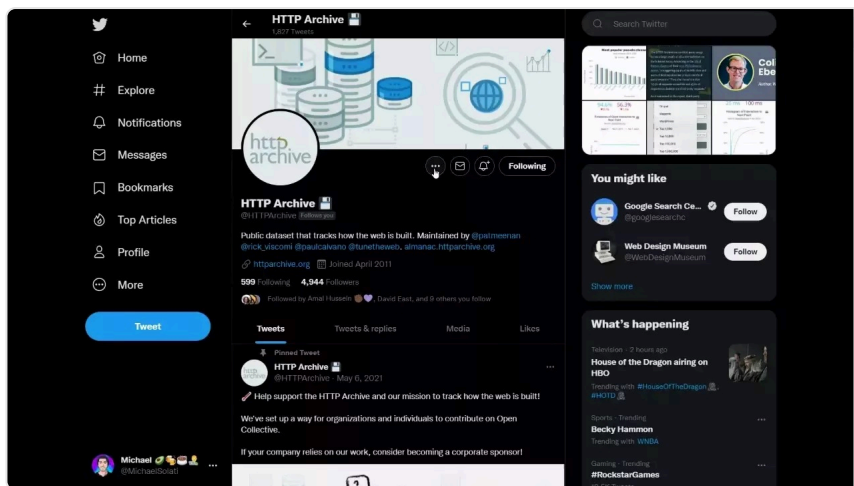 HTTP Archive 💾
1,827 Tweets
Search Twitter
Home
Explore
Notifications
Messages
Bookmarks
Top Articles
Profile
More
Tweet
Michael
@MichaelSolati
http
archive
Following
HTTP Archive 💾
@HTTPArchive Follows you
Public dataset that tracks how the web is built. Maintained by @patmeenan
@rick_viscomi @paulcalvano @tunetheweb. almanac.httparchive.org
httparchive.org Joined April 2011
599 Following 4,944 Followers
Followed by Amal Hussein, David East, and 9 others you follow
Tweets Tweets & replies Media Likes
Pinned Tweet
HTTP Archive 💾
@HTTPArchive · May 6, 2021
Help support the HTTP Archive and our mission to track how the web is built!
We've set up a way for organizations and individuals to contribute on Open
Collective.
If your company relies on our work, consider becoming a corporate sponsor!
You might like
Google Search Ce...
@googlesearchc
Follow
Web Design Museum
@WebDesignMuseum
Follow
Show more
What's happening
Television · 2 hours ago
House of the Dragon airing on
HBO
Trending with #HouseOfTheDragon,
#HOTD
Sports · Trending
Becky Hammon
Trending with WNBA
Gaming · Trending
#RockstarGames